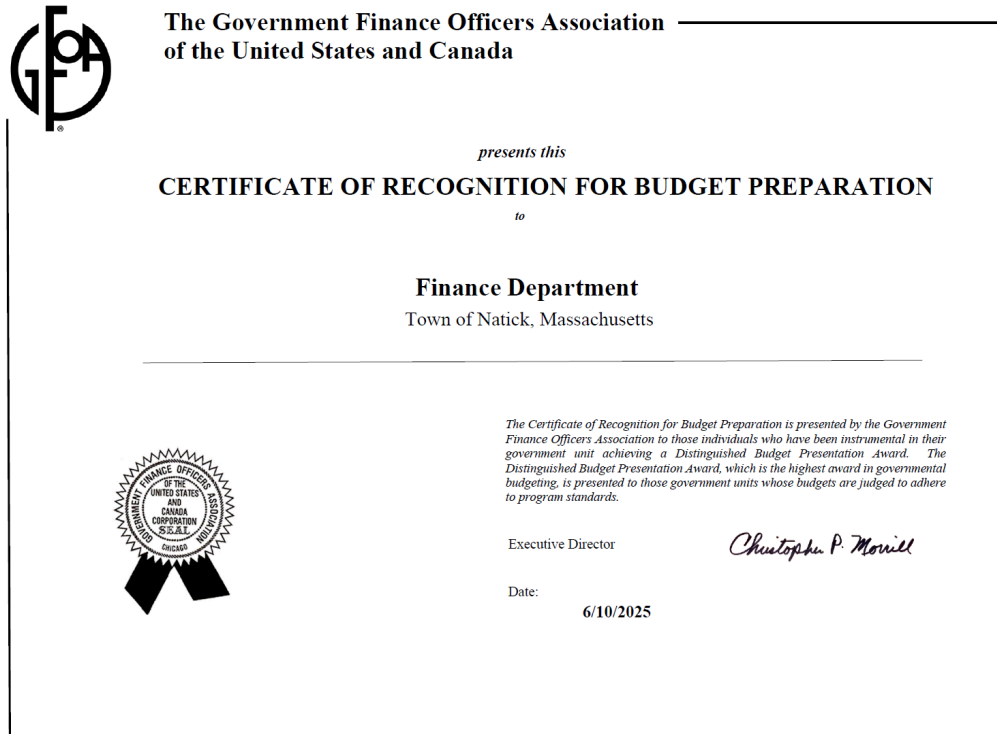 GFOA
®
The Government Finance Officers Association
of the United States and Canada
presents this
CERTIFICATE OF RECOGNITION FOR BUDGET PREPARATION
to
Finance Department
Town of Natick, Massachusetts
The Certificate of Recognition for Budget Preparation is presented by the Government
Finance Officers Association to those individuals who have been instrumental in their
government unit achieving a Distinguished Budget Presentation Award. The
Distinguished Budget Presentation Award, which is the highest award in governmental
budgeting, is presented to those government units whose budgets are judged to adhere
to program standards.
GOVERNMENT FINANCE OFFICERS ASSOCIATION
OF THE
UNITED STATES
AND
CANADA
CORPORATION
SEAL
CHICAGO
Executive Director
Christopher P. Morrill
Date:
6/10/2025